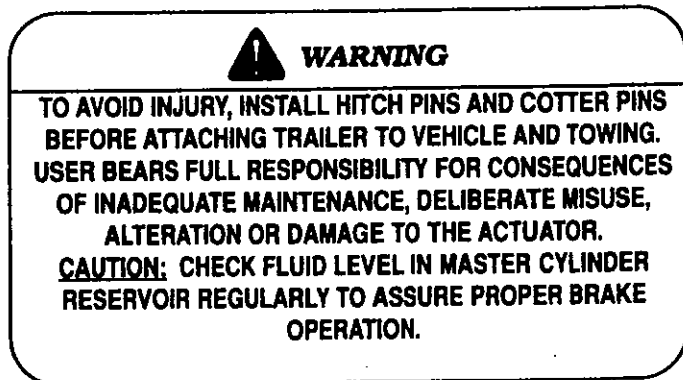 WARNING
TO AVOID INJURY, INSTALL HITCH PINS AND COTTER PINS
BEFORE ATTACHING TRAILER TO VEHICLE AND TOWING.
USER BEARS FULL RESPONSIBILITY FOR CONSEQUENCES
OF INADEQUATE MAINTENANCE, DELIBERATE MISUSE,
ALTERATION OR DAMAGE TO THE ACTUATOR.
CAUTION: CHECK FLUID LEVEL IN MASTER CYLINDER
RESERVOIR REGULARLY TO ASSURE PROPER BRAKE
OPERATION.